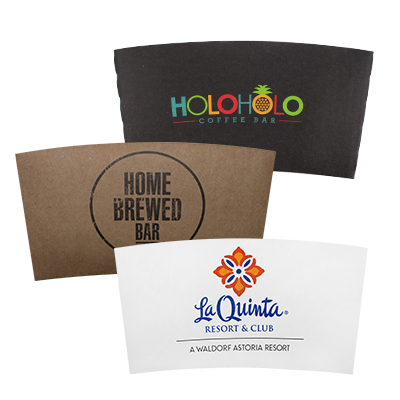 HOLOHOLO
COFFEE BAR
HOME
BREWED
BAR
La Quinta®
RESORT & CLUB
A WALDORF ASTORIA RESORT